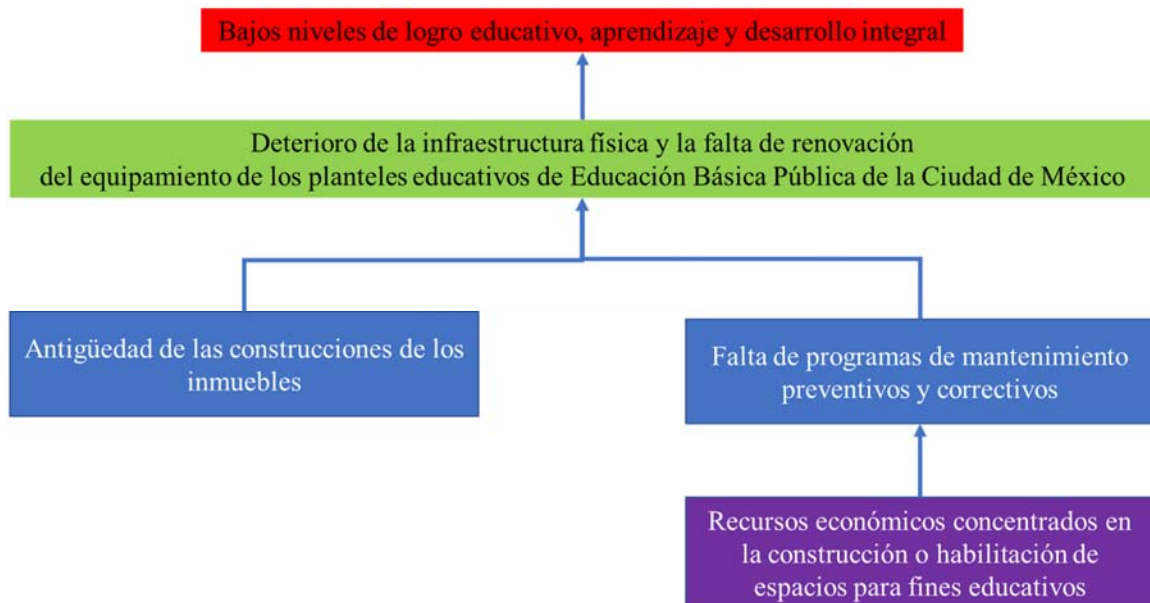 Bajos niveles de logro educativo, aprendizaje y desarrollo integral
Deterioro de la infraestructura física y la falta de renovación
del equipamiento de los planteles educativos de Educación Básica Pública de la Ciudad de México
Antigüedad de las construcciones de los
inmuebles
Falta de programas de mantenimiento
preventivos y correctivos
Recursos económicos concentrados en
la construcción o habilitación de
espacios para fines educativos